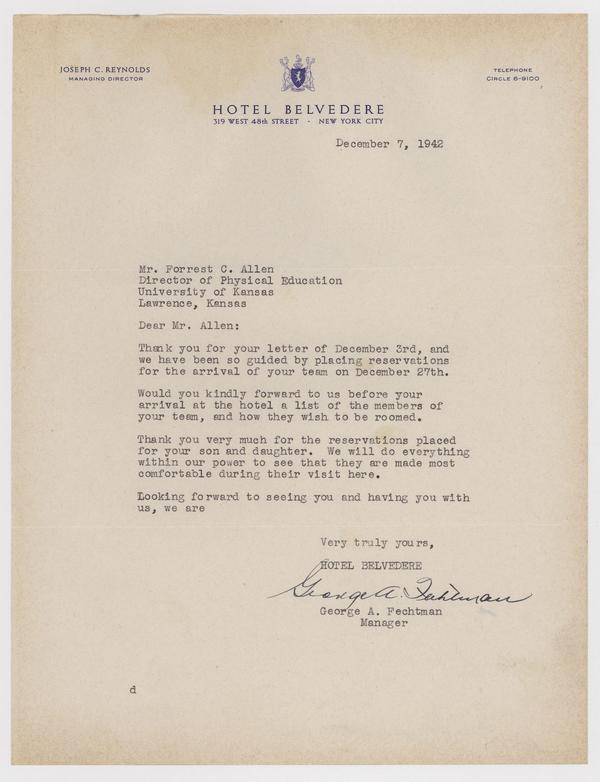 JOSEPH C. REYNOLDS
MANAGING DIRECTOR
TELEPHONE
CIRCLE 6-9100
HOTEL BELVEDERE
319 WEST 48th STREET · NEW YORK CITY
December 7, 1942
Mr. Forrest C. Allen
Director of Physical Education
University of Kansas
Lawrence, Kansas
Dear Mr. Allen:
Thank you for your letter of December 3rd, and
we have been so guided by placing reservations
for the arrival of your team on December 27th.
Would you kindly forward to us before your
arrival at the hotel a list of the members of
your team, and how they wish to be roomed.
Thank you very much for the reservations placed
for your son and daughter. We will do everything
within our power to see that they are made most
comfortable during their visit here.
Looking forward to seeing you and having you with
us, we are
Very truly yours,
HOTEL BELVEDERE
George A. Fechtman
George A. Fechtman
Manager
d